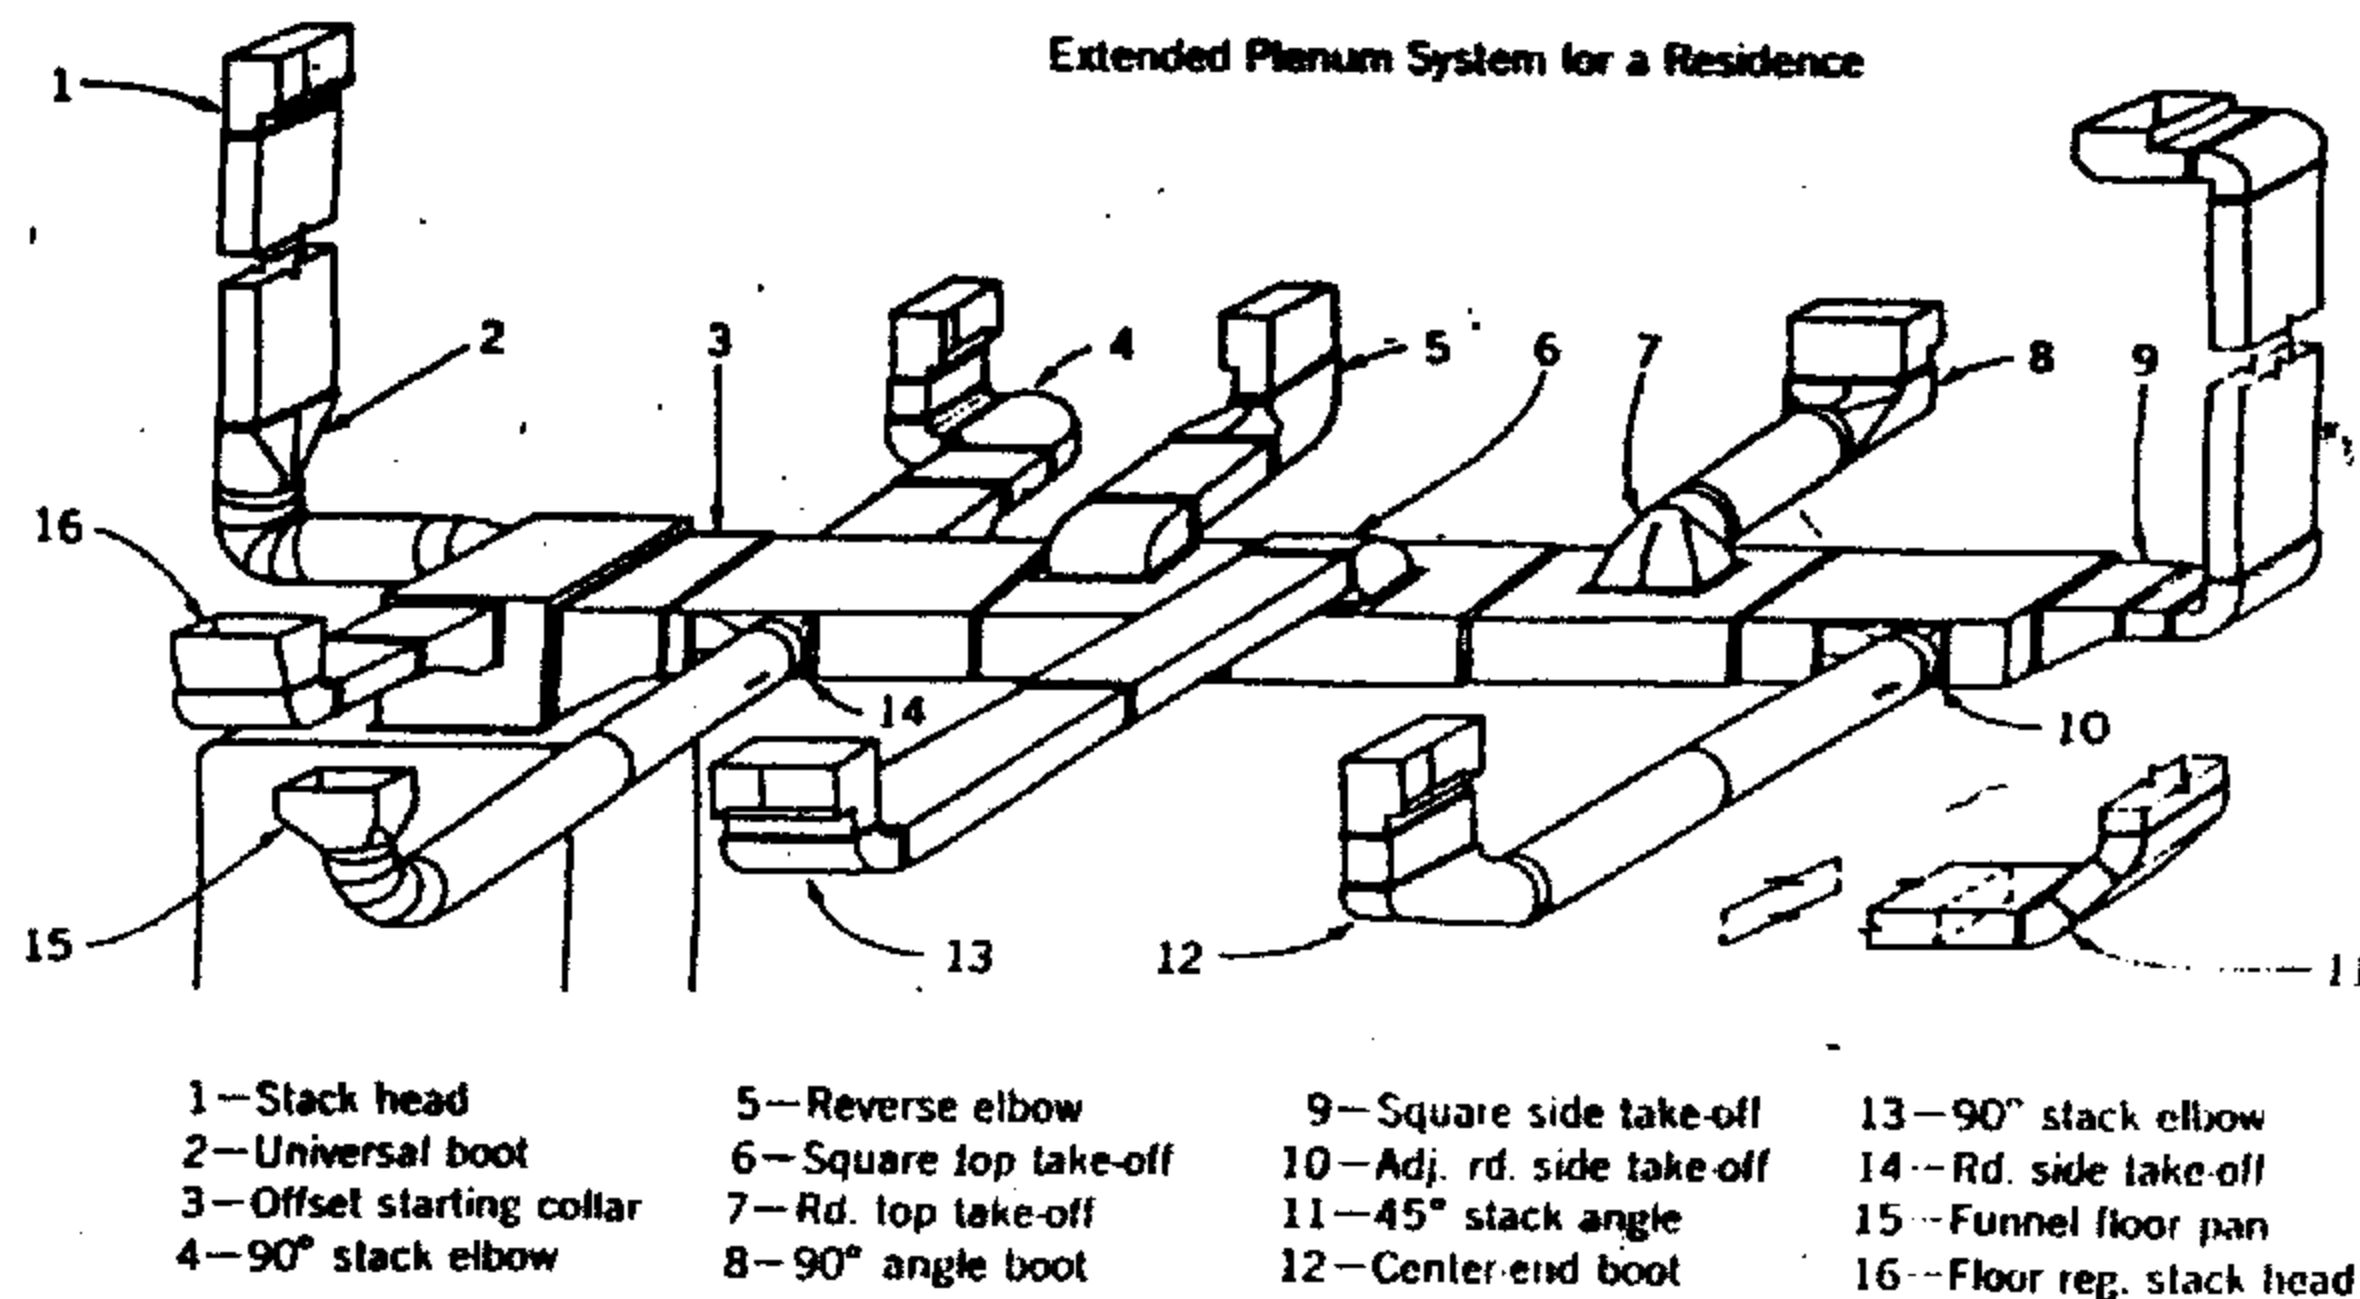 Extended Plenum System for a Residence
1
2
3
4
5
6
7
8
9
16
14
10
15
13
12
11
1—Stack head
2—Universal boot
3—Offset starting collar
4—90° stack elbow
5—Reverse elbow
6—Square top take-off
7—Rd. top take-off
8—90° angle boot
9—Square side take-off
10—Adj. rd. side take-off
11—45° stack angle
12—Center-end boot
13—90° stack elbow
14—Rd. side take-off
15—Funnel floor pan
16—Floor reg. stack head